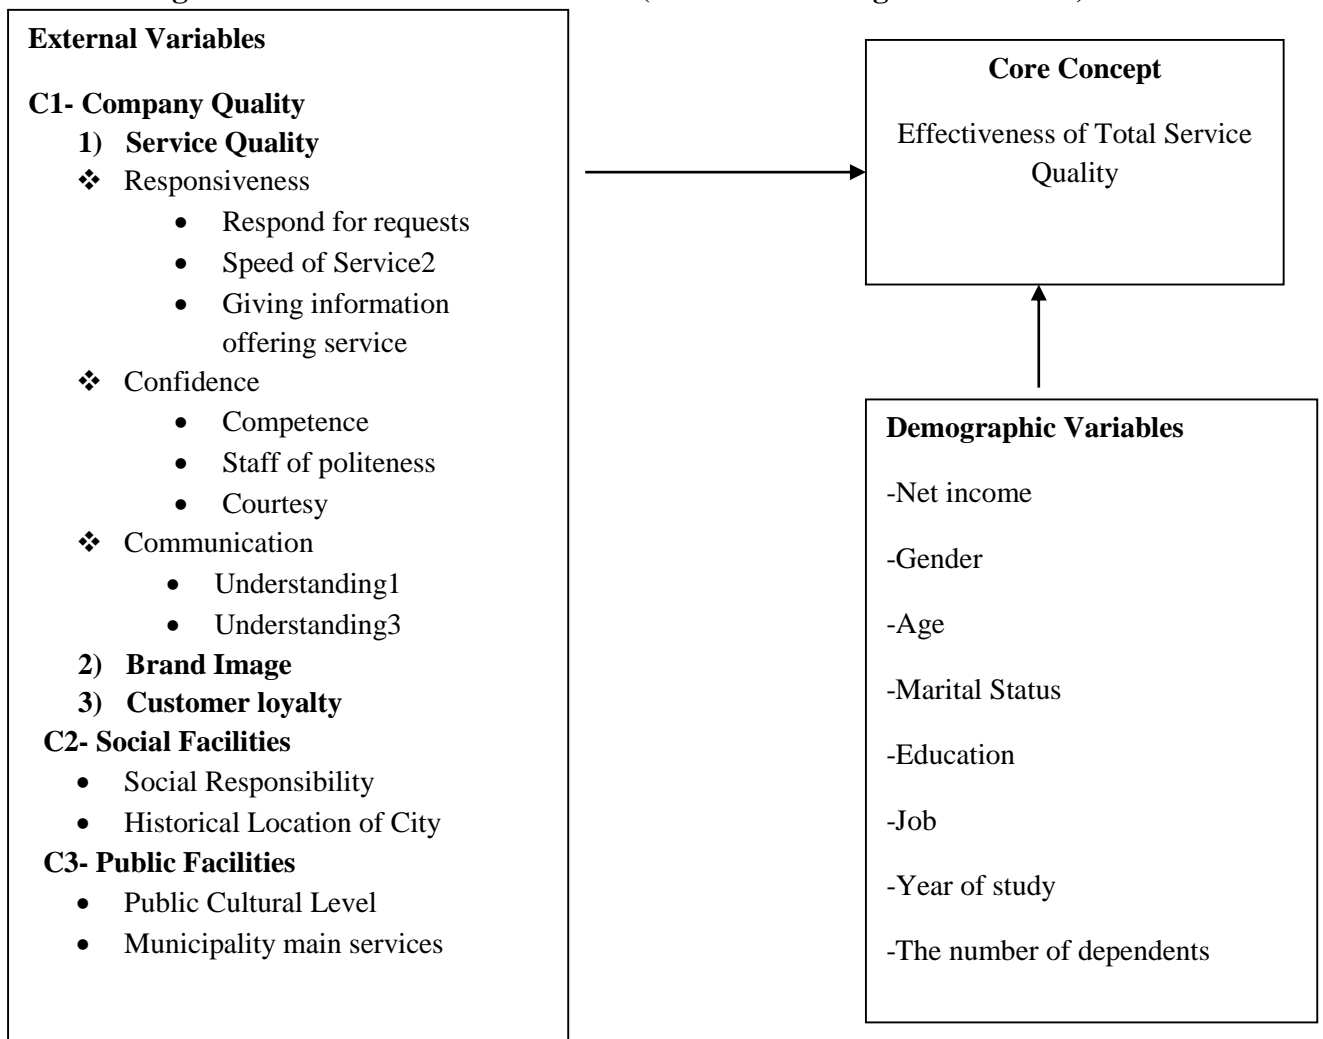 External Variables
C1- Company Quality
1) Service Quality
❖ Responsiveness
• Respond for requests
• Speed of Service2
• Giving information
offering service
❖ Confidence
• Competence
• Staff of politeness
• Courtesy
❖ Communication
• Understanding1
• Understanding3
2) Brand Image
3) Customer loyalty
C2- Social Facilities
• Social Responsibility
• Historical Location of City
C3- Public Facilities
• Public Cultural Level
• Municipality main services
Core Concept
Effectiveness of Total Service
Quality
Demographic Variables
-Net income
-Gender
-Age
-Marital Status
-Education
-Job
-Year of study
-The number of dependents